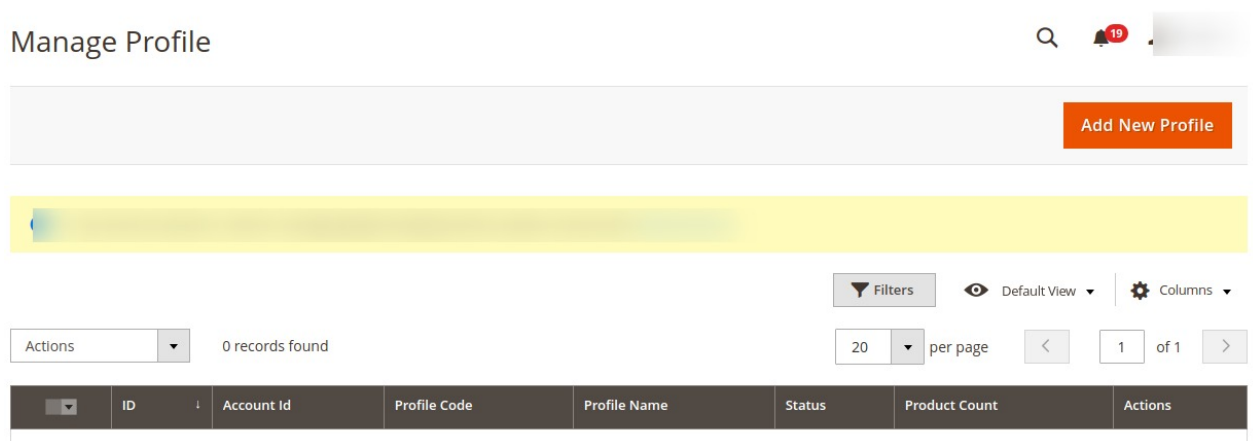 Manage Profile
19
Add New Profile
Filters Default View Columns
Actions 0 records found 20 per page 1 of 1
ID ↓ Account Id Profile Code Profile Name Status Product Count Actions